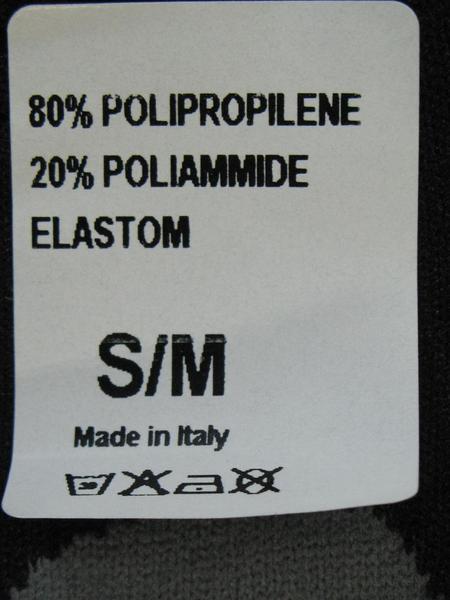 80% POLIPROPILENE
20% POLIAMMIDE
ELASTOM
S/M
Made in Italy